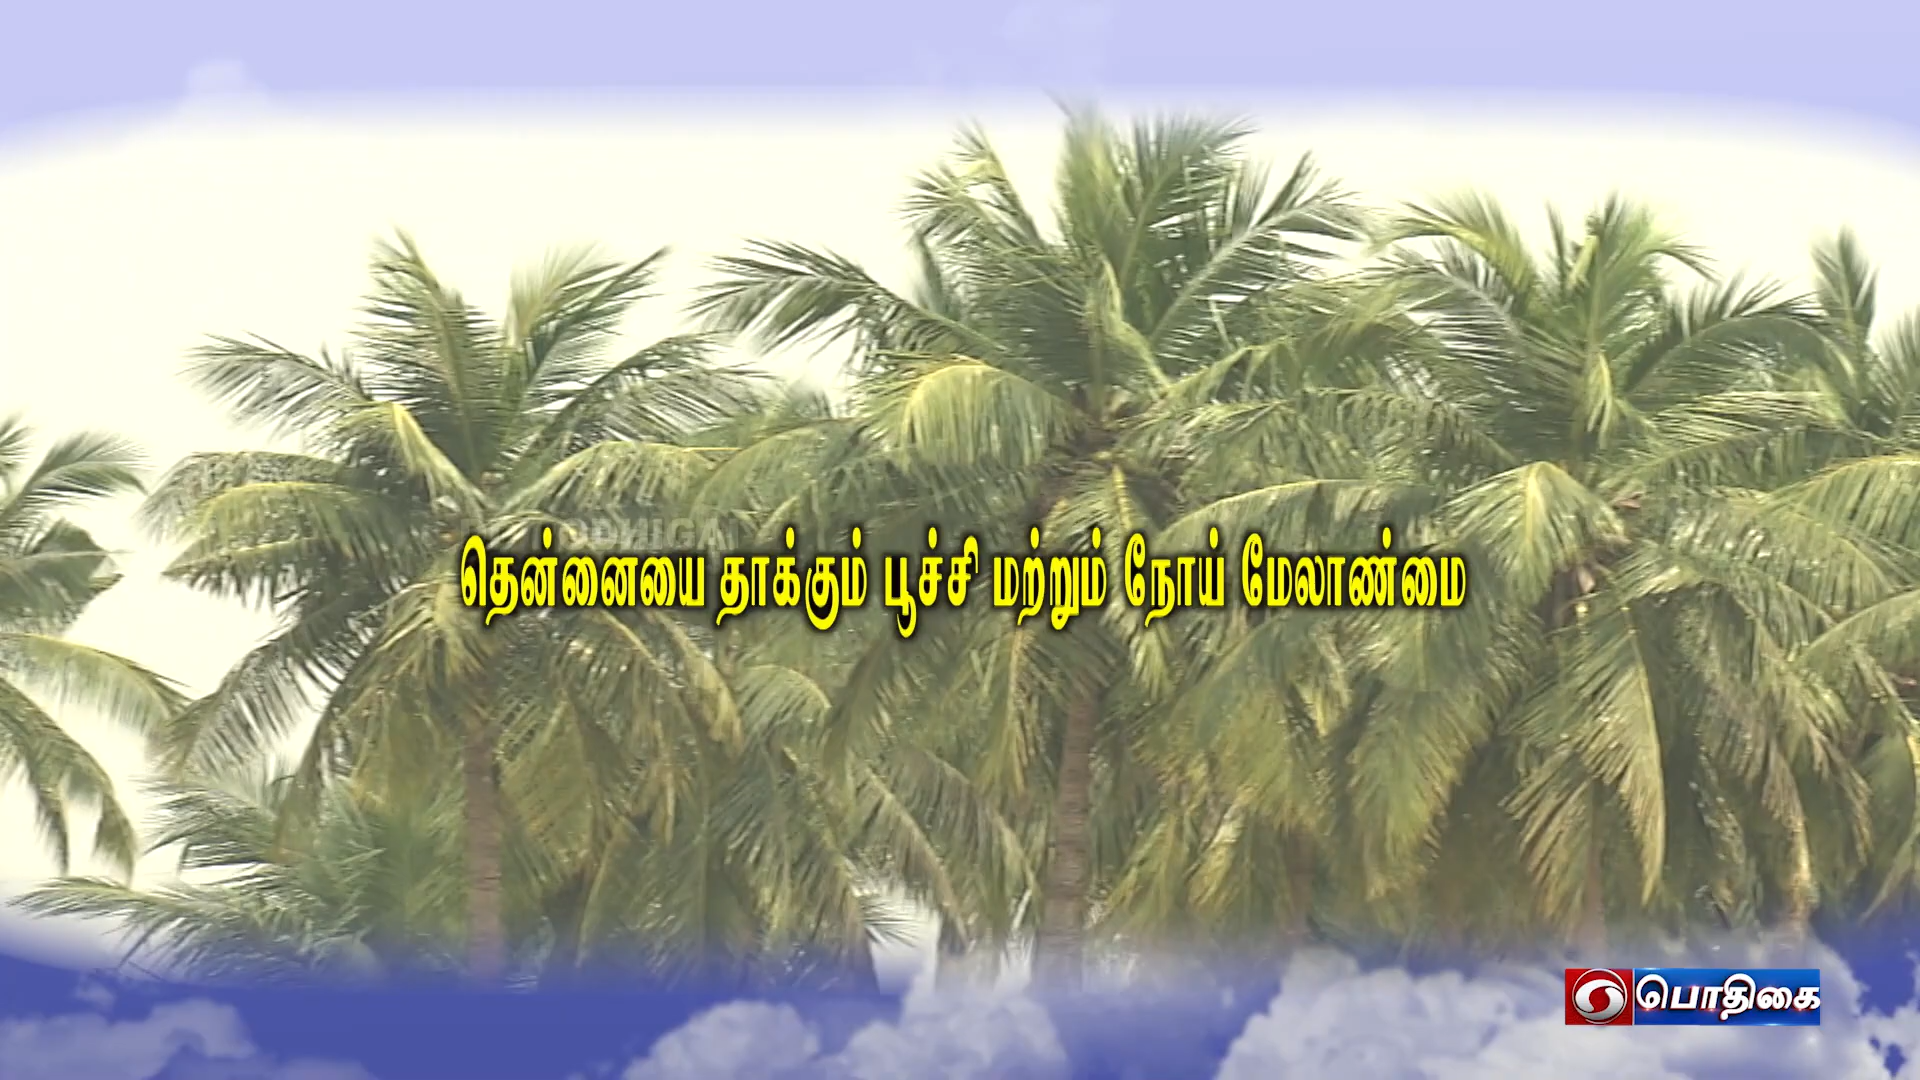 தென்னையை தாக்கும் பூச்சி மற்றும் நோய் மேலாண்மை
பொதிகை